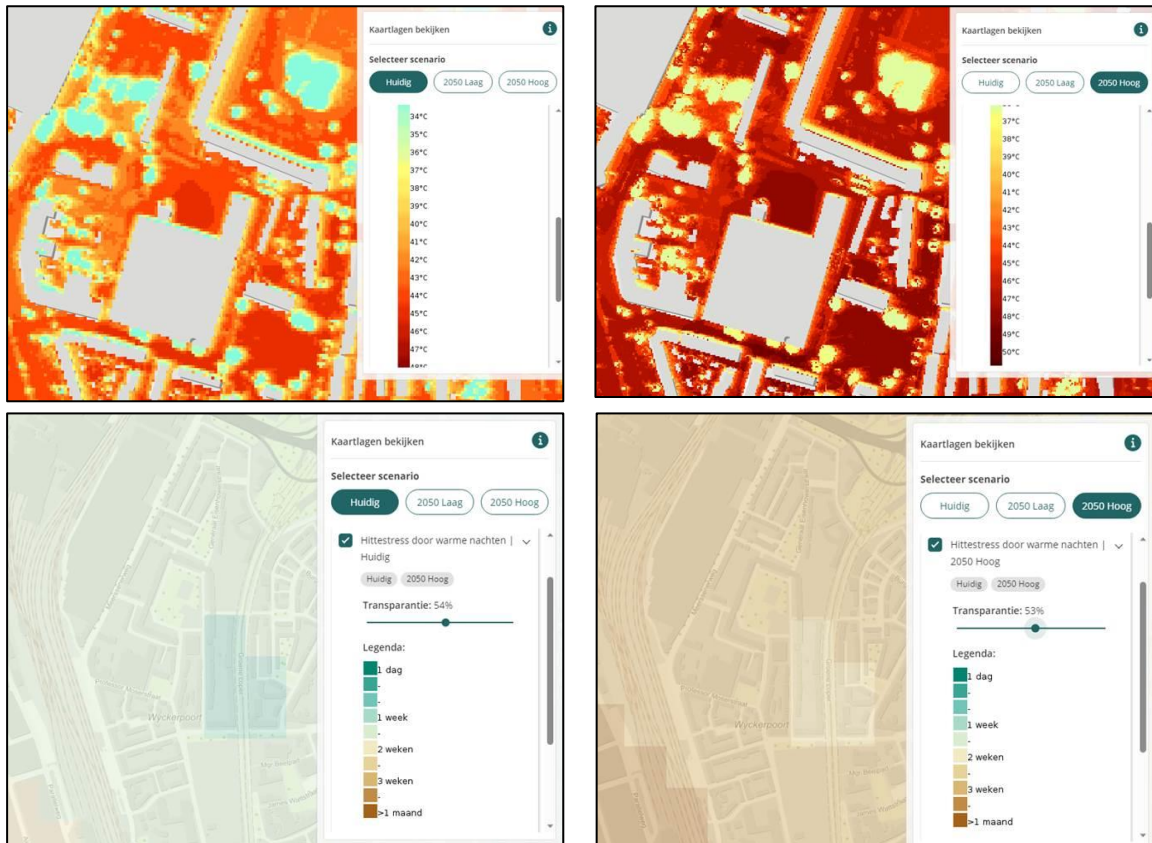 Kaartlagen bekijken
Selecteer scenario
Huidig
2050 Laag
2050 Hoog
34°C
35°C
36°C
37°C
38°C
39°C
40°C
41°C
42°C
43°C
44°C
45°C
46°C
47°C
48°C
Kaartlagen bekijken
Selecteer scenario
Huidig
2050 Laag
2050 Hoog
37°C
38°C
39°C
40°C
41°C
42°C
43°C
44°C
45°C
46°C
47°C
48°C
49°C
50°C
Wyckerpoort
Kaartlagen bekijken
Selecteer scenario
Huidig
2050 Laag
2050 Hoog
Hittestress door warme nachten |
Huidig
Huidig
2050 Hoog
Transparantie: 54%
Legenda:
1 dag
-
-
1 week
-
2 weken
-
3 weken
-
>1 maand
Wyckerpoort
Kaartlagen bekijken
Selecteer scenario
Huidig
2050 Laag
2050 Hoog
Hittestress door warme nachten |
2050 Hoog
Huidig
2050 Hoog
Transparantie: 53%
Legenda:
1 dag
-
-
1 week
-
2 weken
-
3 weken
-
>1 maand